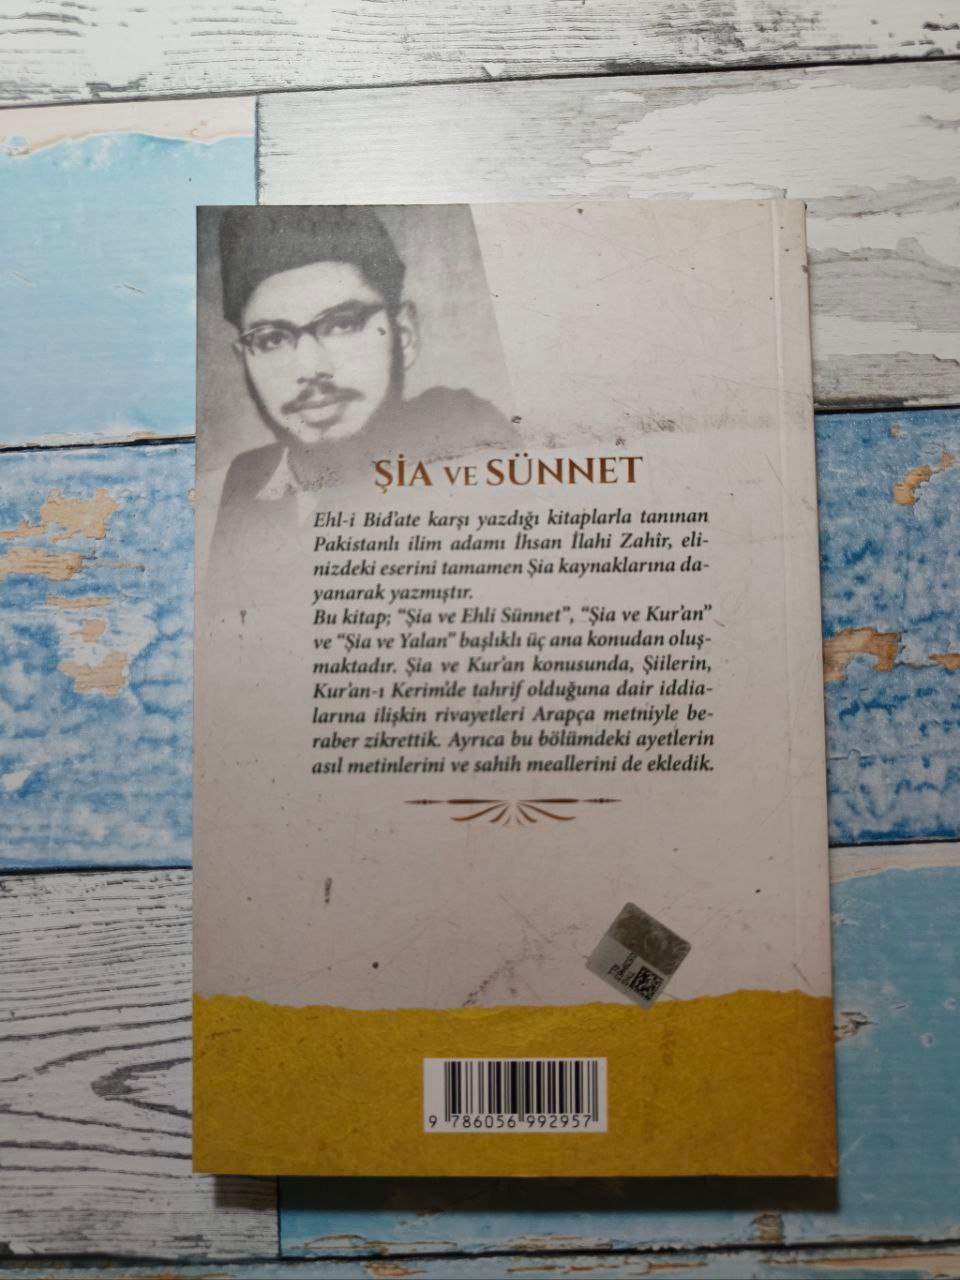 ŞİA VE SÜNNET
Ehl-i Bid'ate karşı yazdığı kitaplarla tanınan
Pakistanlı ilim adamı İhsan İlahi Zahîr, eli-
nizdeki eserini tamamen Şia kaynaklarına da-
yanarak yazmıştır.
Bu kitap; “Şia ve Ehli Sünnet”, “Şia ve Kur'an”
ve “Şia ve Yalan” başlıklı üç ana konudan oluş-
maktadır. Şia ve Kur'an konusunda, Şiilerin,
Kur'an-ı Kerim'de tahrif olduğuna dair iddia-
larına ilişkin rivayetleri Arapça metniyle be-
raber zikrettik. Ayrıca bu bölümdeki ayetlerin
asıl metinlerini ve sahih meallerini de ekledik.
9 786056 992957